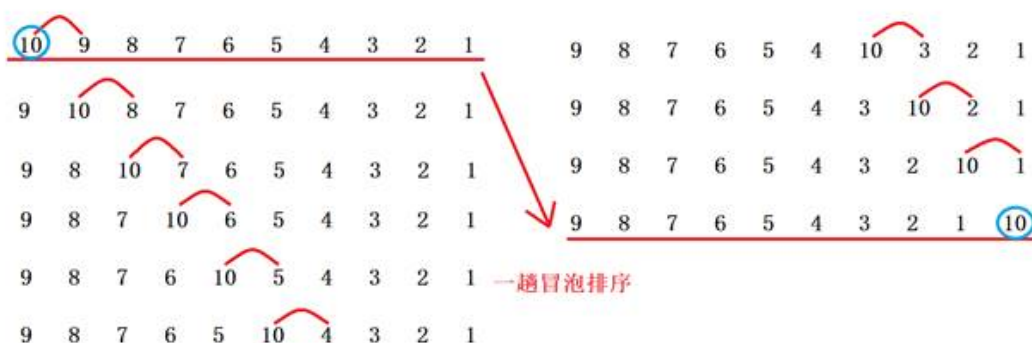 10 9 8 7 6 5 4 3 2 1
9 10 8 7 6 5 4 3 2 1
9 8 10 7 6 5 4 3 2 1
9 8 7 10 6 5 4 3 2 1
9 8 7 6 10 5 4 3 2 1
9 8 7 6 5 10 4 3 2 1
9 8 7 6 5 4 10 3 2 1
9 8 7 6 5 4 3 10 2 1
9 8 7 6 5 4 3 2 10 1
9 8 7 6 5 4 3 2 1 10
一趟冒泡排序